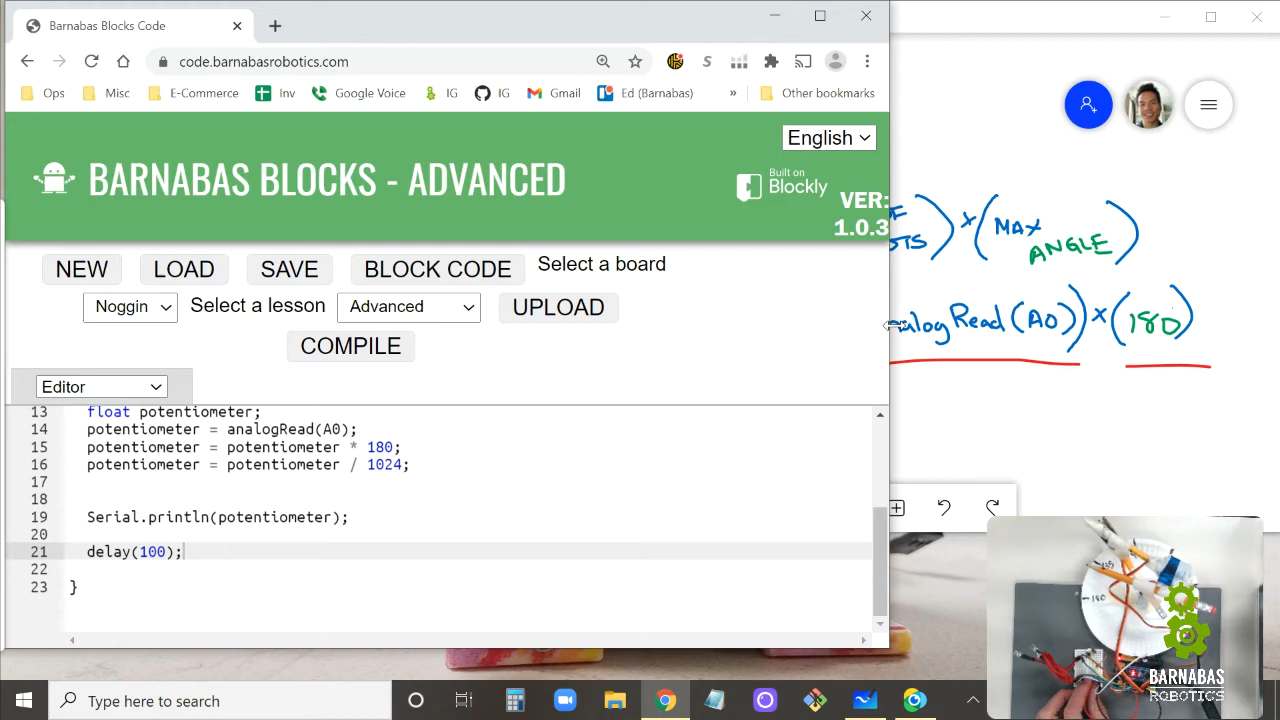 Barnabas Blocks Code
code.barnabasrobotics.com
Ops Misc E-Commerce Inv Google Voice IG IG Gmail Ed (Barnabas) » Other bookmarks
English
BARNABAS BLOCKS - ADVANCED
Built on
Blockly
VER:
1.0.3
NEW LOAD SAVE BLOCK CODE Select a board
Noggin Select a lesson Advanced UPLOAD
COMPILE
Editor
13 float potentiometer;
14 potentiometer = analogRead(A0);
15 potentiometer = potentiometer * 180;
16 potentiometer = potentiometer / 1024;
17
18
19 Serial.println(potentiometer);
20
21 delay(100);
22
23 }
) x (MAX
ANGLE)
Read (A0)) x (180)
180
BARNABAS
ROBOTICS
Type here to search